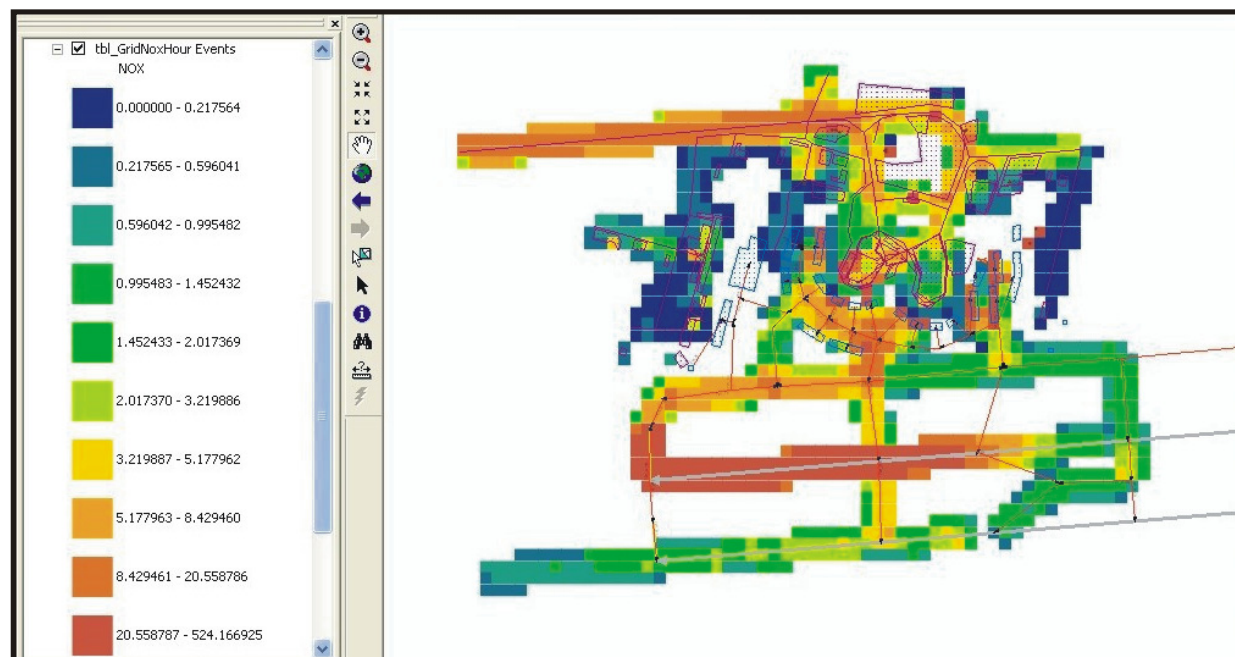 tbl_GridNoxHour Events
NOX
0.000000 - 0.217564
0.217565 - 0.596041
0.596042 - 0.995482
0.995483 - 1.452432
1.452433 - 2.017369
2.017370 - 3.219886
3.219887 - 5.177962
5.177963 - 8.429460
8.429461 - 20.558786
20.558787 - 524.166925